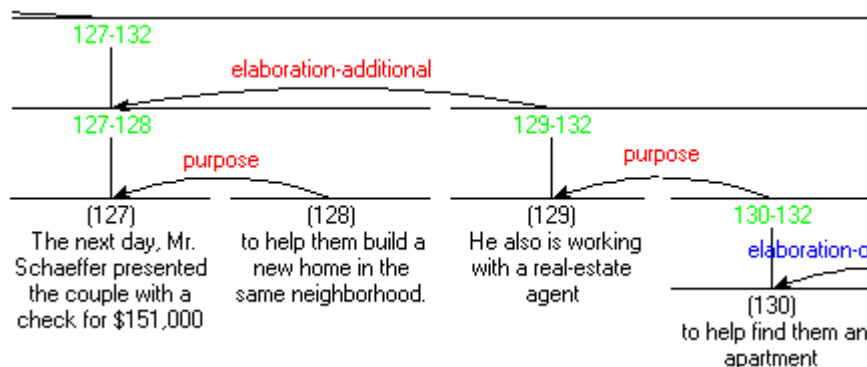 127-132
elaboration-additional
127-128
129-132
purpose
purpose
(127)
The next day, Mr.
Schaeffer presented
the couple with a
check for $151,000
(128)
to help them build a
new home in the
same neighborhood.
(129)
He also is working
with a real-estate
agent
130-132
elaboration-o
(130)
to help find them an
apartment